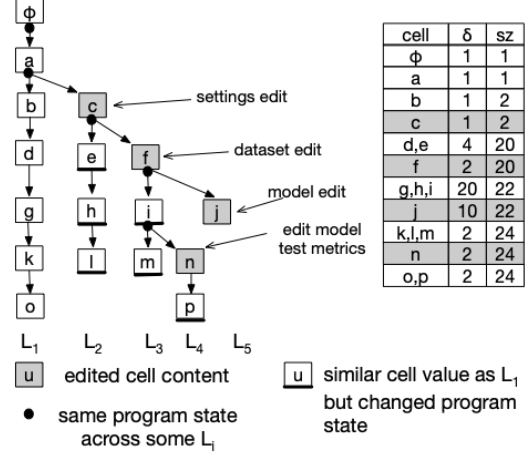 ϕ
a
b
c
settings edit
d
e
f
dataset edit
g
h
i
j
model edit
edit model
test metrics
k
l
m
n
o
p
L1 L2 L3 L4 L5
u edited cell content
same program state
across some Li
u similar cell value as L1
but changed program
state
cell δ sz
ϕ 1 1
a 1 1
b 1 2
c 1 2
d,e 4 20
f 2 20
g,h,i 20 22
j 10 22
k,l,m 2 24
n 2 24
o,p 2 24